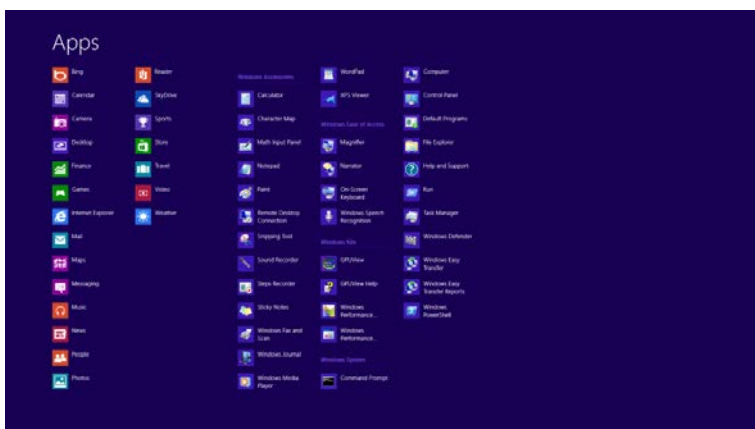 Apps
Bing
Calendar
Camera
Desktop
Finance
Games
Internet Explorer
Mail
Maps
Messaging
Music
News
People
Photos
Reader
SkyDrive
Sports
Store
Travel
Video
Weather
Windows Accessories
Calculator
Character Map
Math Input Panel
Notepad
Paint
Remote Desktop
Connection
Snipping Tool
Sound Recorder
Steps Recorder
Sticky Notes
Windows Fax and
Scan
Windows Journal
Windows Media
Player
WordPad
XPS Viewer
Windows Ease of Access
Magnifier
Narrator
On-Screen
Keyboard
Windows Speech
Recognition
Windows Kits
GPUView
GPUView Help
Windows
Performance...
Windows
Performance...
Windows System
Command Prompt
Computer
Control Panel
Default Programs
File Explorer
Help and Support
Run
Task Manager
Windows Defender
Windows Easy
Transfer
Windows Easy
Transfer Reports
Windows
PowerShell